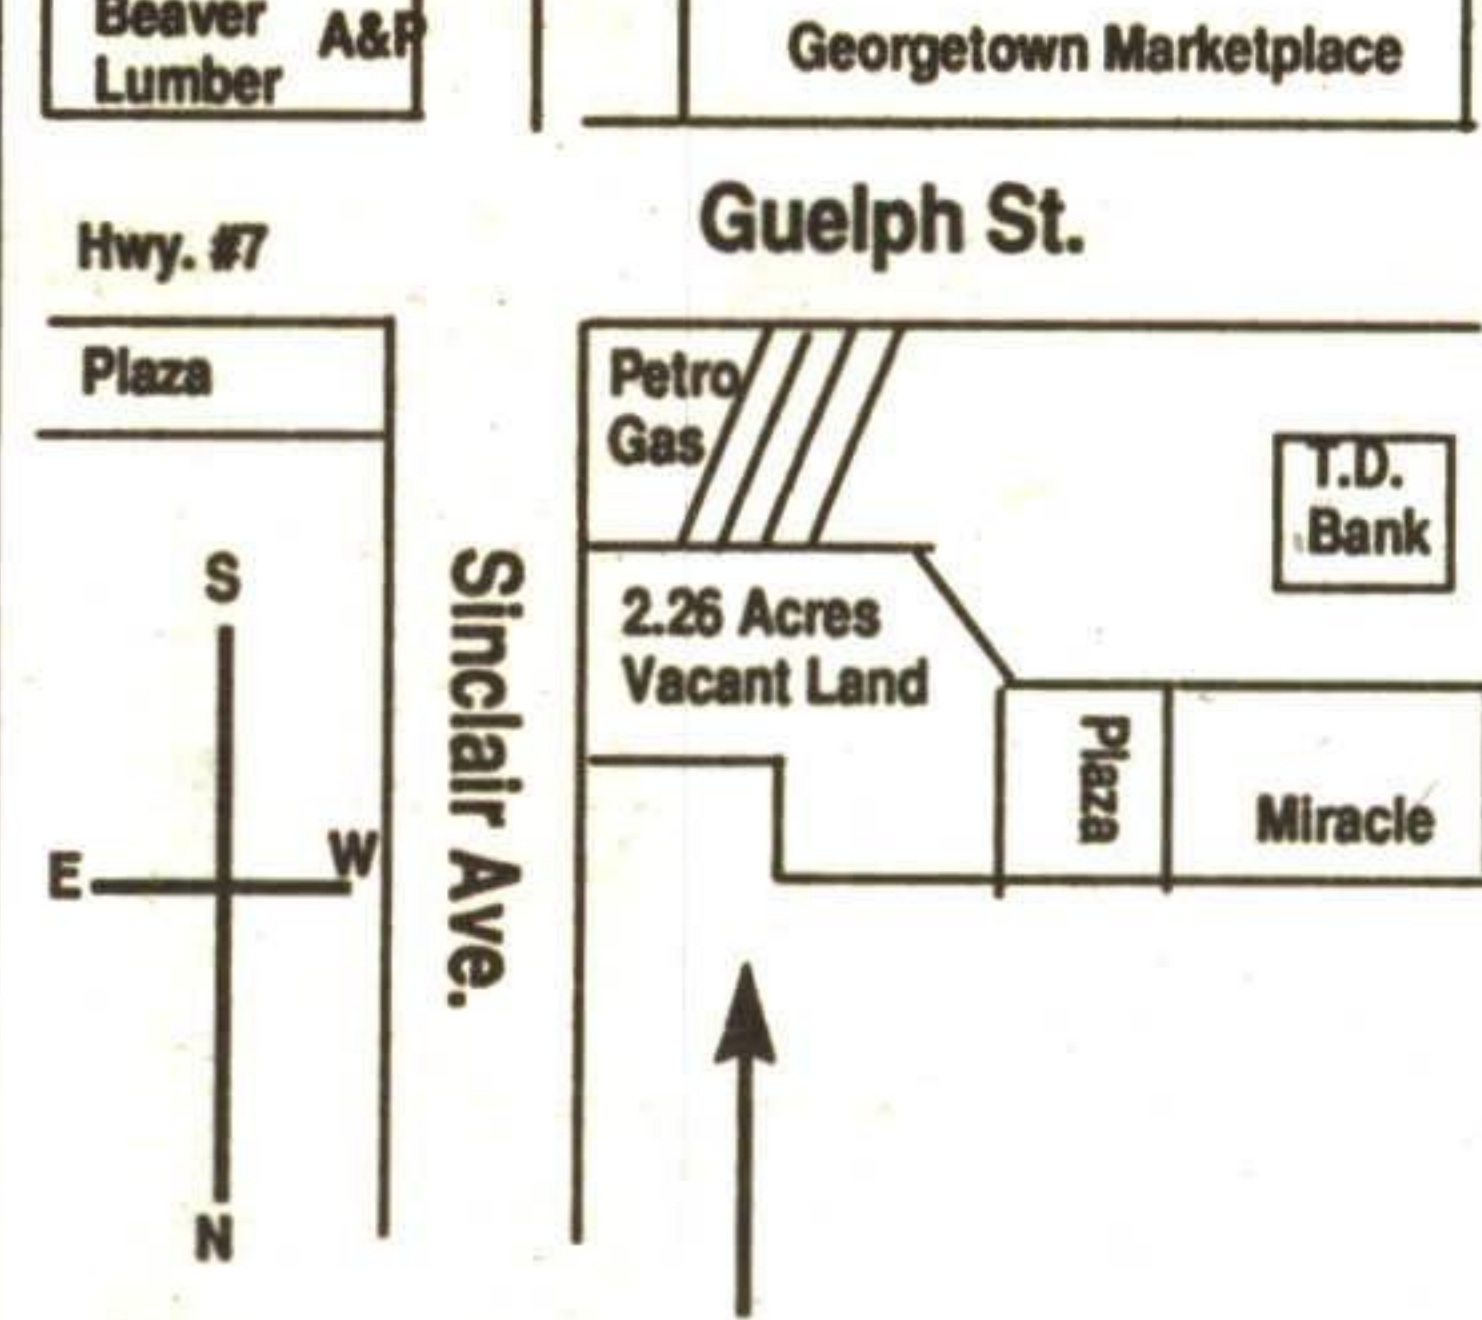 Beaver
Lumber
A&P
Georgetown Marketplace
Guelph St.
Hwy. #7
Plaza
Petro
Gas
T.D.
Bank
S
Sinclair Ave.
2.26 Acres
Vacant Land
Plaza
Miracle
E
W
N